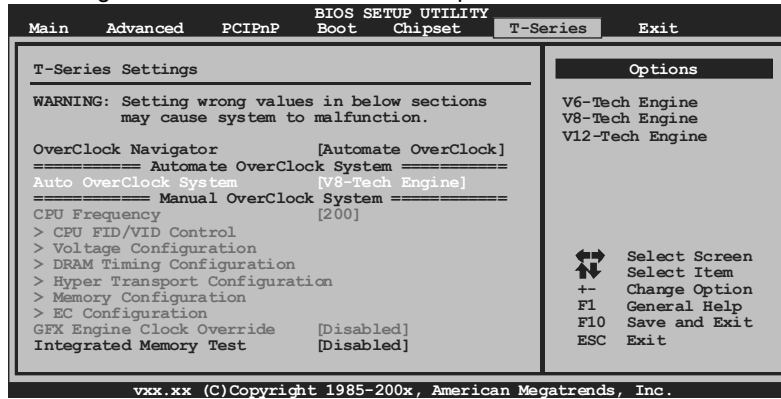 BIOS SETUP UTILITY
Main Advanced PCIPnP Boot Chipset T-Series Exit
T-Series Settings
WARNING: Setting wrong values in below sections
may cause system to malfunction.
OverClock Navigator [Automate OverClock]
=========== Automate OverClock System ===========
Auto OverClock System [V8-Tech Engine]
============ Manual OverClock System ============
CPU Frequency [200]
> CPU FID/VID Control
> Voltage Configuration
> DRAM Timing Configuration
> Hyper Transport Configuration
> Memory Configuration
> EC Configuration
GFX Engine Clock Override [Disabled]
Integrated Memory Test [Disabled]
Options
V6-Tech Engine
V8-Tech Engine
V12-Tech Engine
Select Screen
Select Item
+- Change Option
F1 General Help
F10 Save and Exit
ESC Exit
vxx.xx (C)Copyright 1985-200x, American Megatrends, Inc.